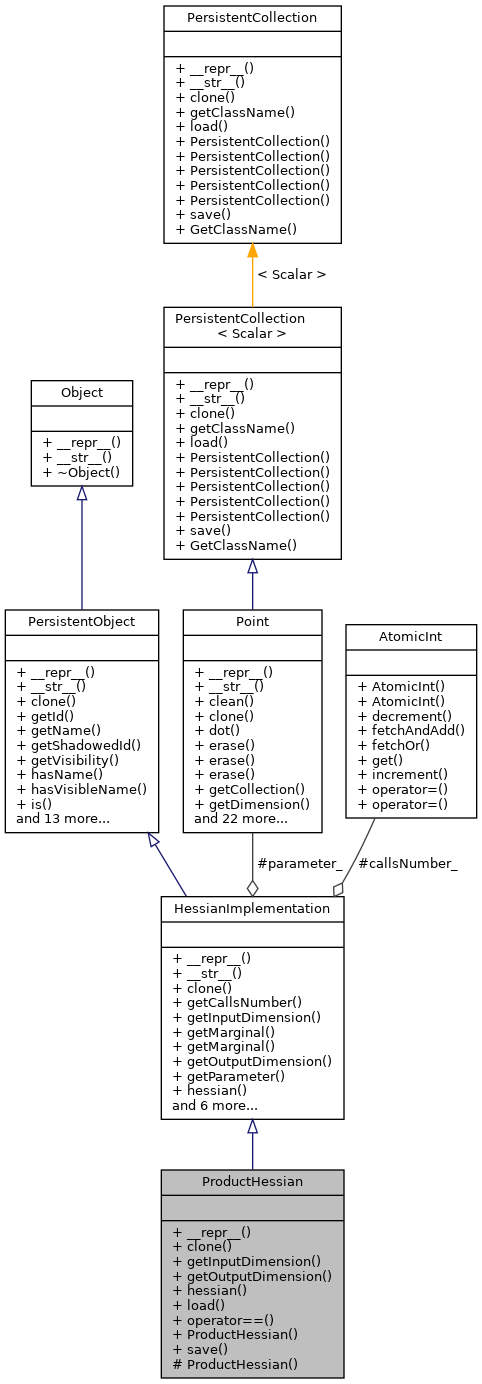 PersistentCollection
+ __repr__()
+ __str__()
+ clone()
+ getClassName()
+ load()
+ PersistentCollection()
+ PersistentCollection()
+ PersistentCollection()
+ PersistentCollection()
+ PersistentCollection()
+ save()
+ GetClassName()
< Scalar >
PersistentCollection
< Scalar >
+ __repr__()
+ __str__()
+ clone()
+ getClassName()
+ load()
+ PersistentCollection()
+ PersistentCollection()
+ PersistentCollection()
+ PersistentCollection()
+ PersistentCollection()
+ save()
+ GetClassName()
Object
+ __repr__()
+ __str__()
+ ~Object()
PersistentObject
+ __repr__()
+ __str__()
+ clone()
+ getId()
+ getName()
+ getShadowedId()
+ getVisibility()
+ hasName()
+ hasVisibleName()
+ is()
and 13 more...
Point
+ __repr__()
+ __str__()
+ clean()
+ clone()
+ dot()
+ erase()
+ erase()
+ erase()
+ getCollection()
+ getDimension()
and 22 more...
AtomicInt
+ AtomicInt()
+ AtomicInt()
+ decrement()
+ fetchAndAdd()
+ fetchOr()
+ get()
+ increment()
+ operator=()
+ operator=()
#parameter_
#callsNumber_
HessianImplementation
+ __repr__()
+ __str__()
+ clone()
+ getCallsNumber()
+ getInputDimension()
+ getMarginal()
+ getMarginal()
+ getOutputDimension()
+ getParameter()
+ hessian()
and 6 more...
ProductHessian
+ __repr__()
+ clone()
+ getInputDimension()
+ getOutputDimension()
+ hessian()
+ load()
+ operator==()
+ ProductHessian()
+ save()
# ProductHessian()